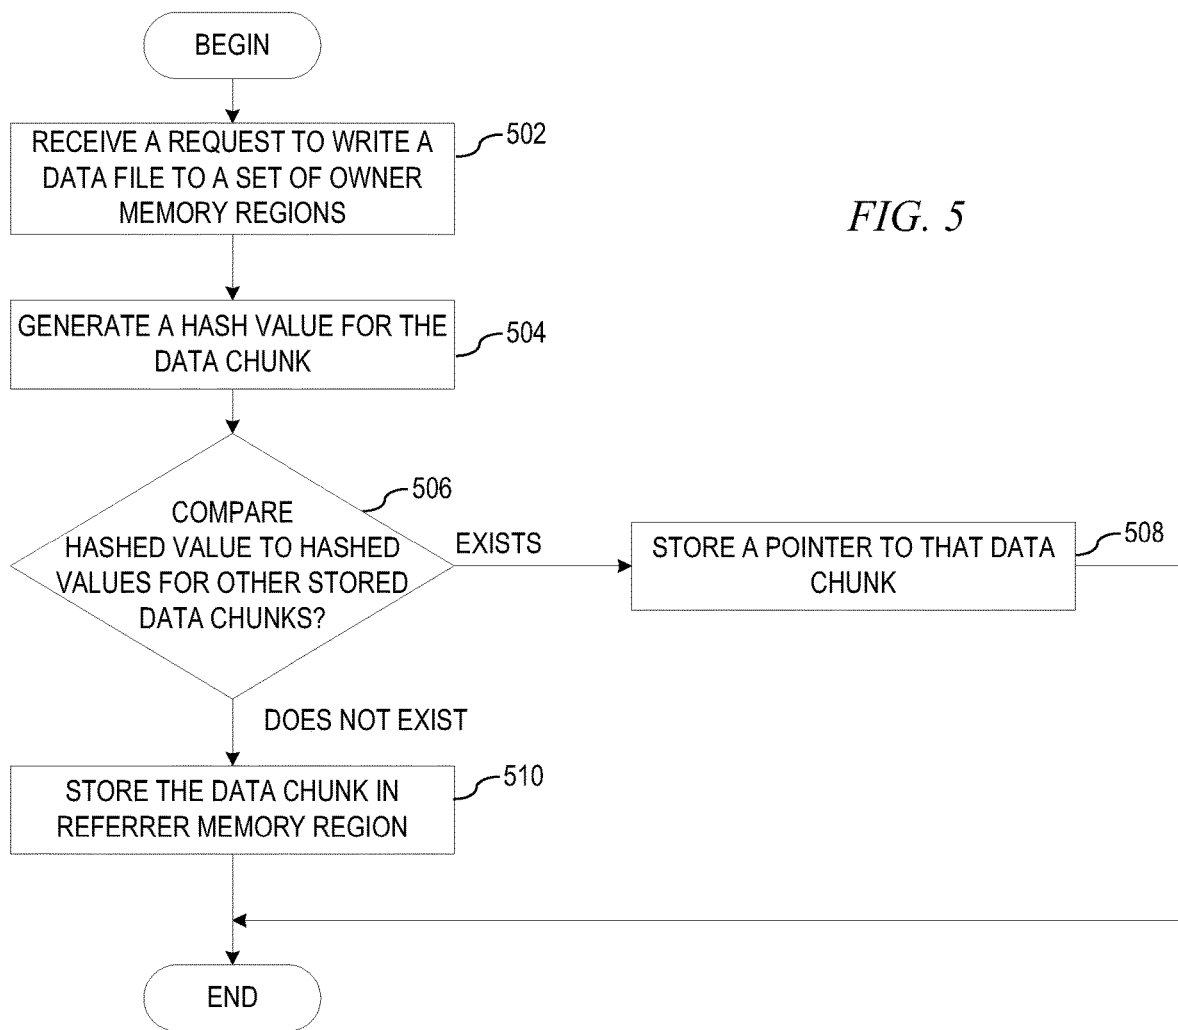 BEGIN
RECEIVE A REQUEST TO WRITE A
DATA FILE TO A SET OF OWNER
MEMORY REGIONS
502
FIG. 5
GENERATE A HASH VALUE FOR THE
DATA CHUNK
504
COMPARE
HASHED VALUE TO HASHED
VALUES FOR OTHER STORED
DATA CHUNKS?
506
EXISTS
STORE A POINTER TO THAT DATA
CHUNK
508
DOES NOT EXIST
STORE THE DATA CHUNK IN
REFERRER MEMORY REGION
510
END